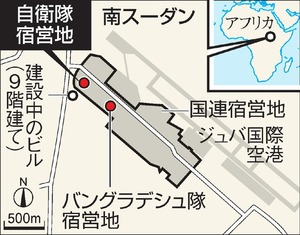 自衛隊
宿営地
南スーダン
アフリカ
建設中のビル
（９階建て）
国連宿営地
ジュバ国際
空港
バングラデシュ隊
宿営地
N
500m